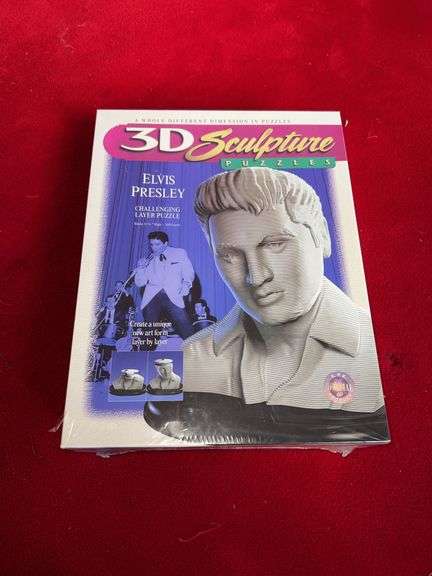 A WHOLE DIFFERENT DIMENSION IN PUZZLES
3D Sculpture
PUZZLES
ELVIS
PRESLEY
CHALLENGING
LAYER PUZZLE
Create a unique
new art form
layer by layer